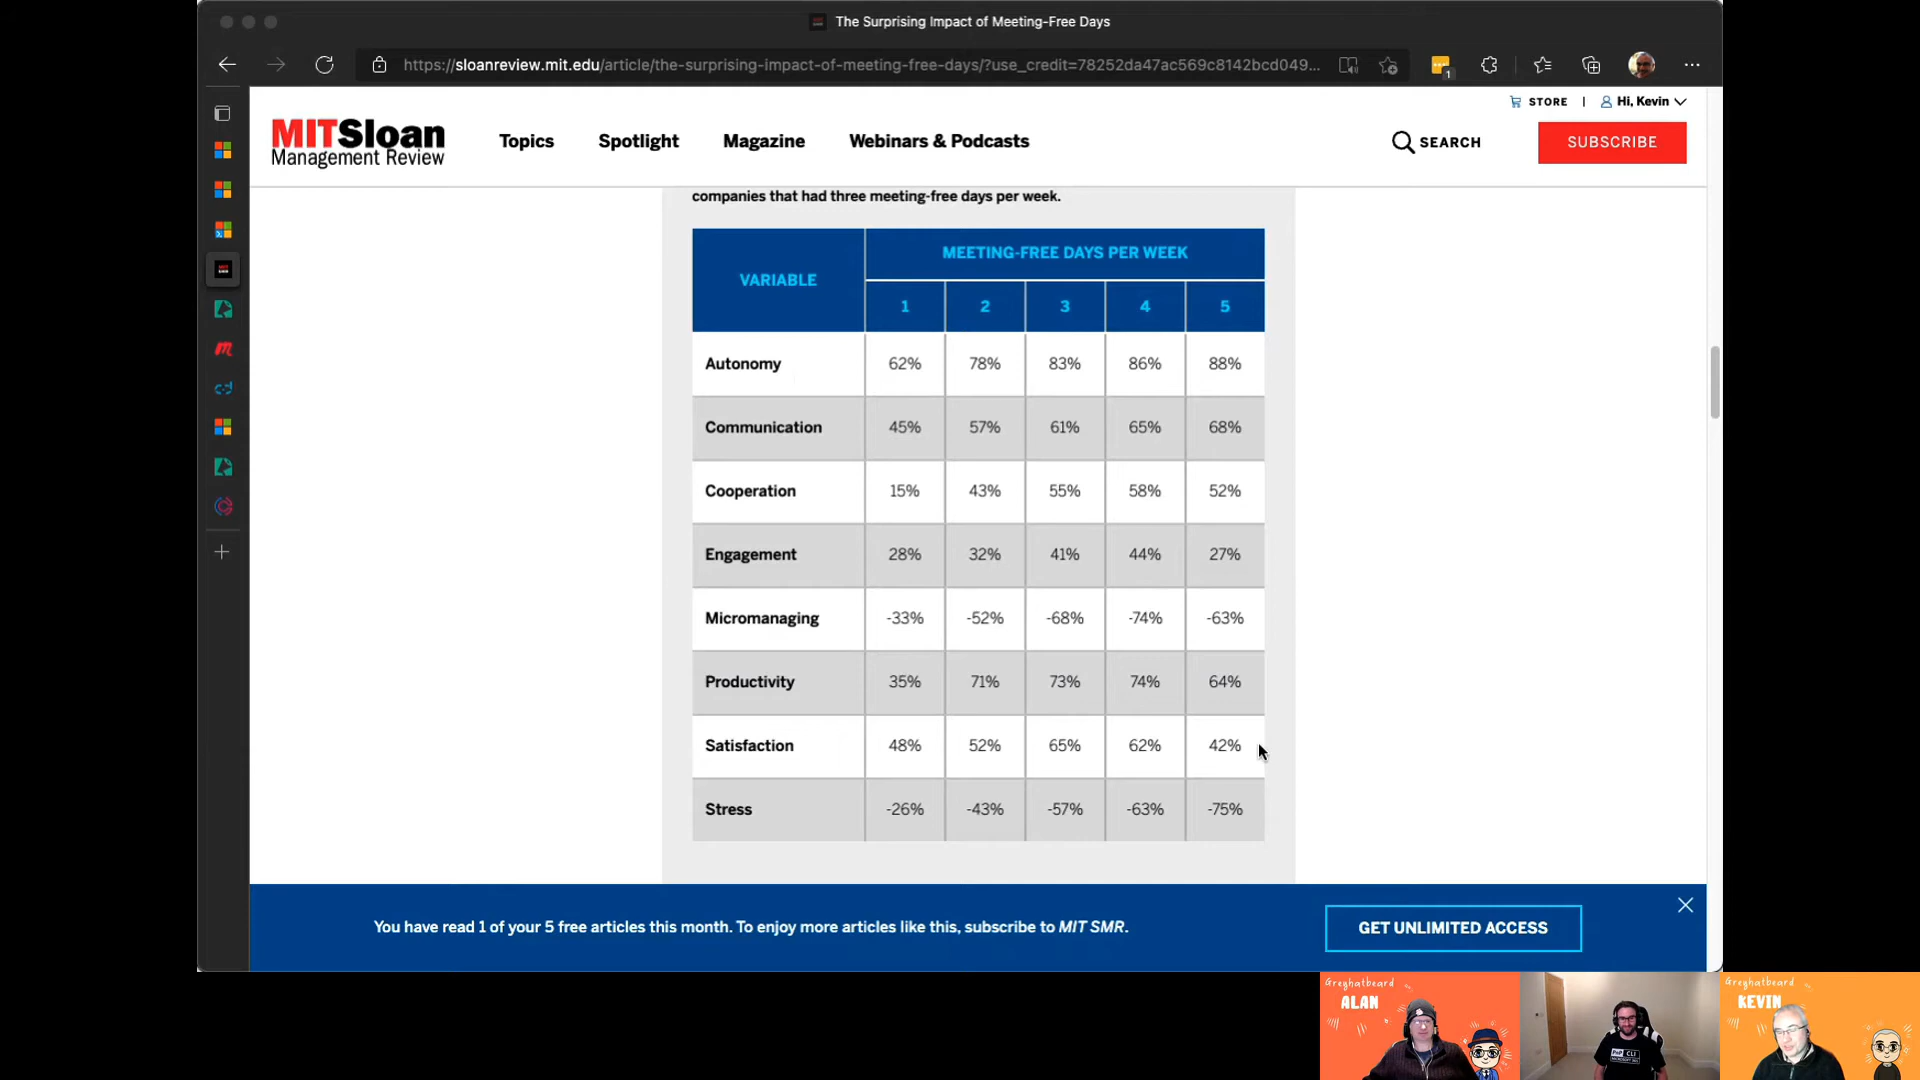 The Surprising Impact of Meeting-Free Days
https://sloanreview.mit.edu/article/the-surprising-impact-of-meeting-free-days/?use_credit=78252da47ac569c8142bcd049...
1
STORE | Hi, Kevin
MITSloan
Management Review
Topics Spotlight Magazine Webinars & Podcasts SEARCH SUBSCRIBE
companies that had three meeting-free days per week.
VARIABLE MEETING-FREE DAYS PER WEEK
1 2 3 4 5
Autonomy 62% 78% 83% 86% 88%
Communication 45% 57% 61% 65% 68%
Cooperation 15% 43% 55% 58% 52%
Engagement 28% 32% 41% 44% 27%
Micromanaging -33% -52% -68% -74% -63%
Productivity 35% 71% 73% 74% 64%
Satisfaction 48% 52% 65% 62% 42%
Stress -26% -43% -57% -63% -75%
You have read 1 of your 5 free articles this month. To enjoy more articles like this, subscribe to MIT SMR.
GET UNLIMITED ACCESS
Greyhatbeard
ALAN
CLI
Greyhatbeard
KEVIN